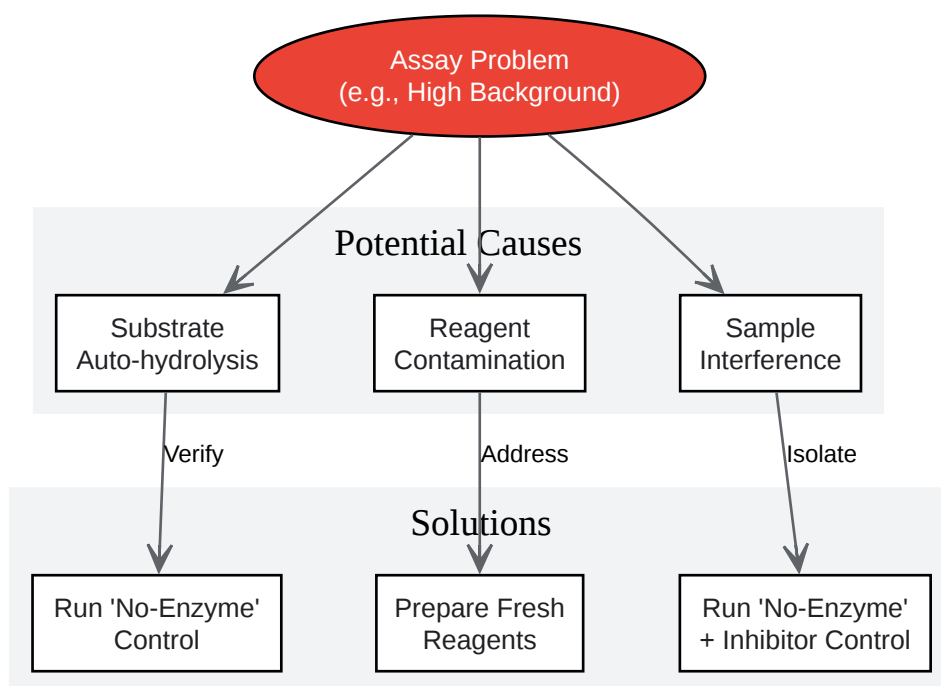 Assay Problem
(e.g., High Background)
Potential Causes
Substrate
Auto-hydrolysis
Reagent
Contamination
Sample
Interference
Verify
Address
Isolate
Solutions
Run 'No-Enzyme'
Control
Prepare Fresh
Reagents
Run 'No-Enzyme'
+ Inhibitor Control